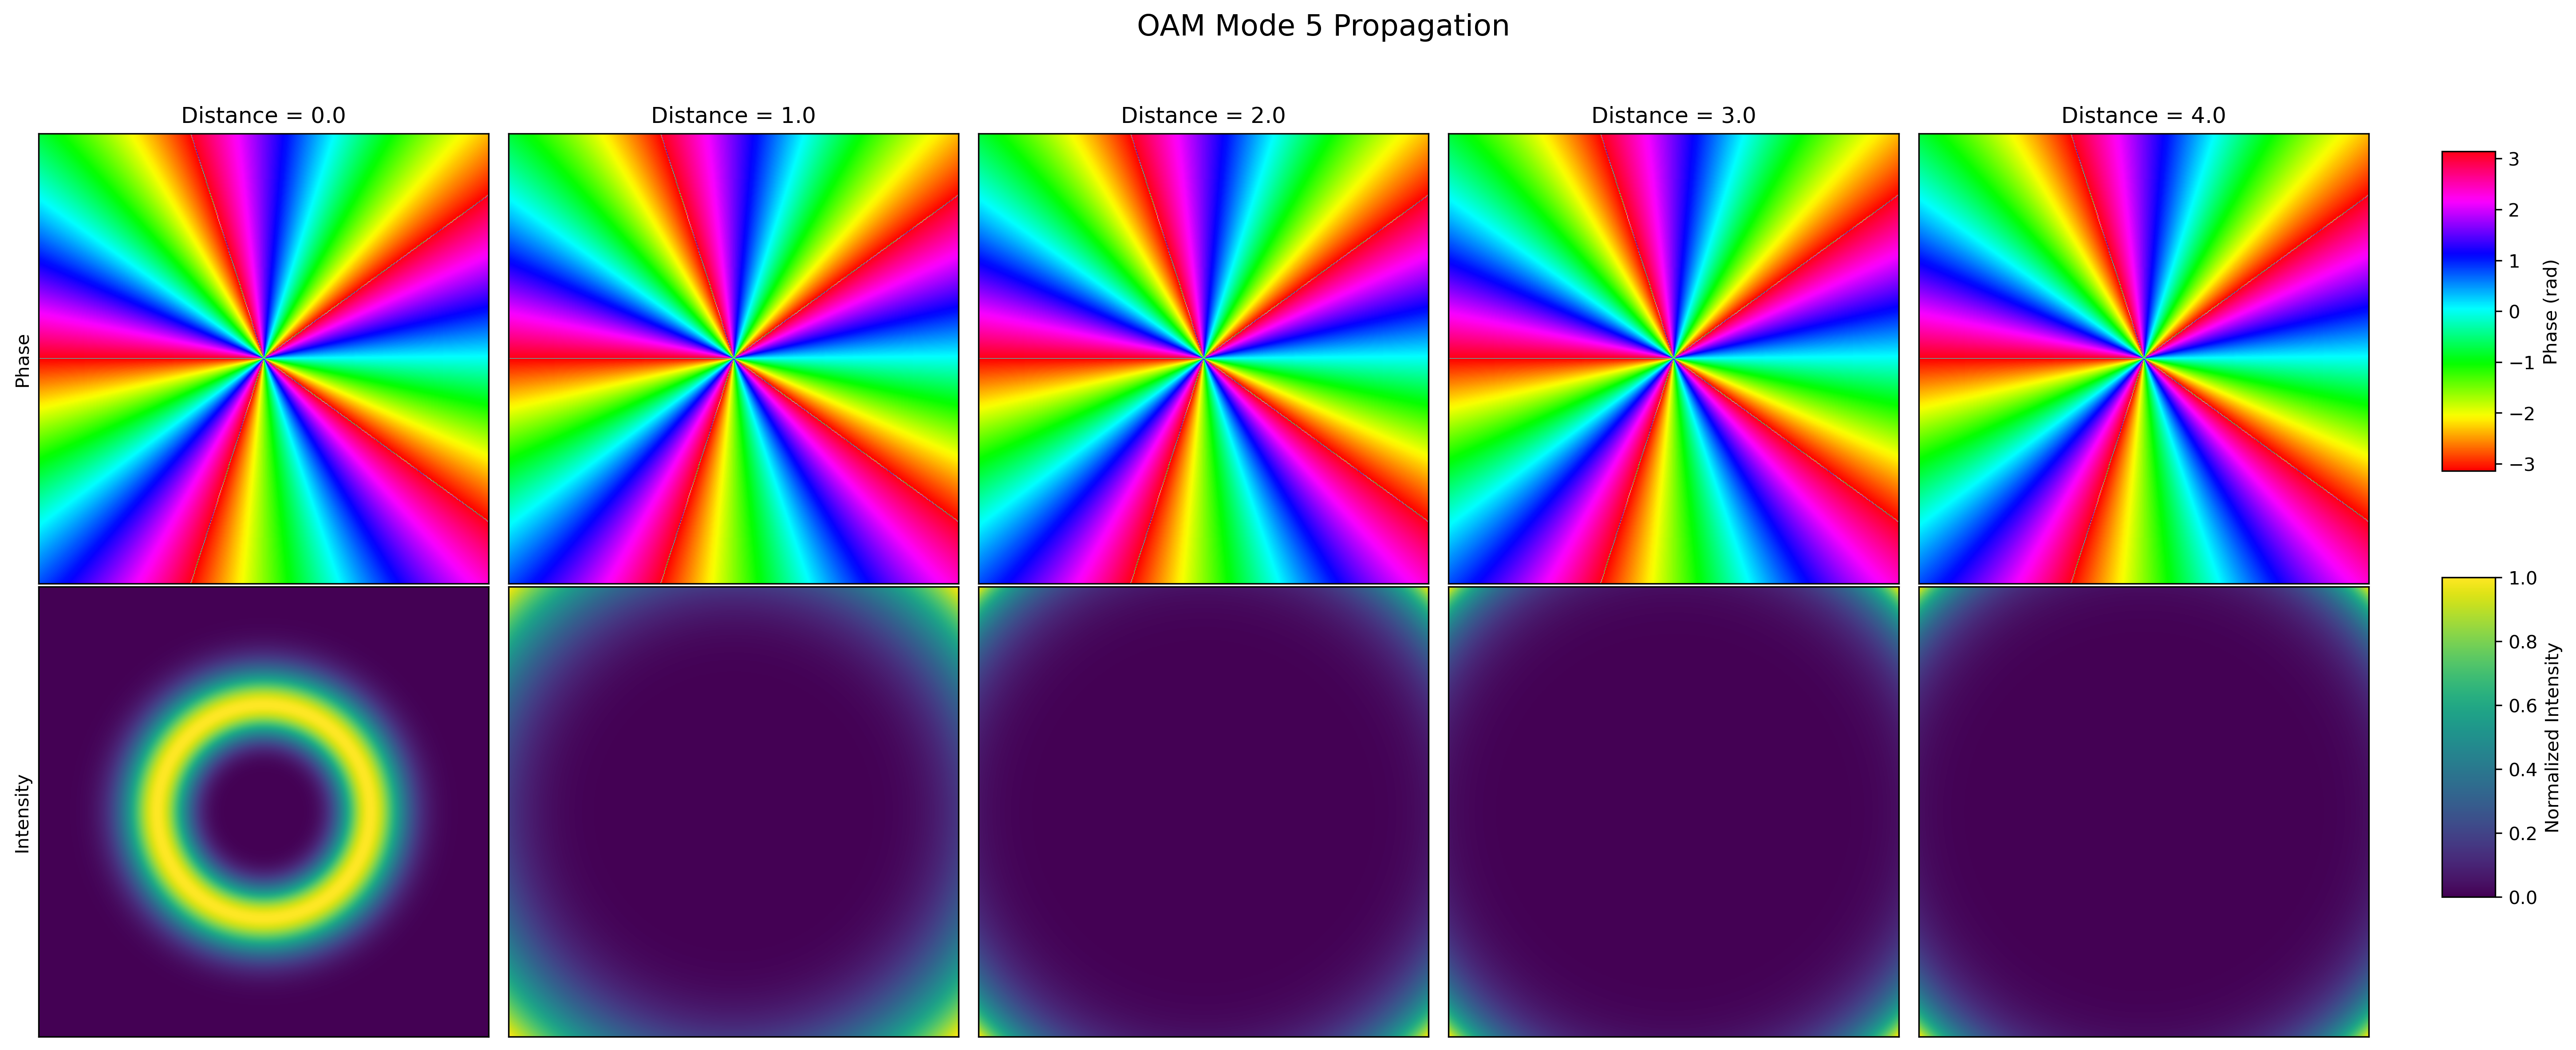 OAM Mode 5 Propagation
Distance = 0.0
Distance = 1.0
Distance = 2.0
Distance = 3.0
Distance = 4.0
Phase
3
2
1
0
−1
−2
−3
Phase (rad)
Intensity
1.0
0.8
0.6
0.4
0.2
0.0
Normalized Intensity